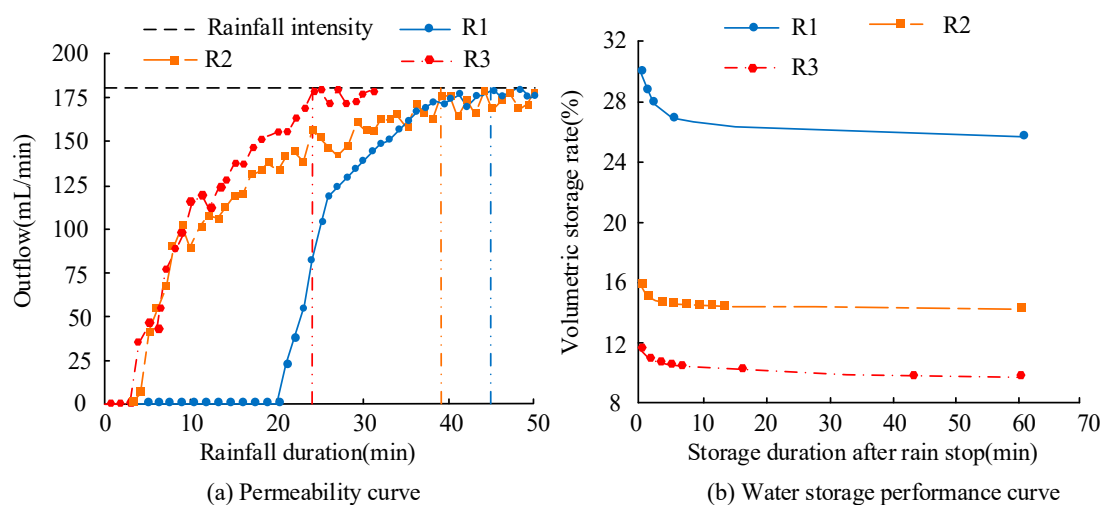 Rainfall intensity
R1
R2
R3
200
175
150
125
100
75
50
25
0
Outflow(mL/min)
0
10
20
30
40
50
Rainfall duration(min)
(a) Permeability curve
R1
R2
R3
32
28
24
20
16
12
8
Volumetric storage rate(%)
0
10
20
30
40
50
60
70
Storage duration after rain stop(min)
(b) Water storage performance curve